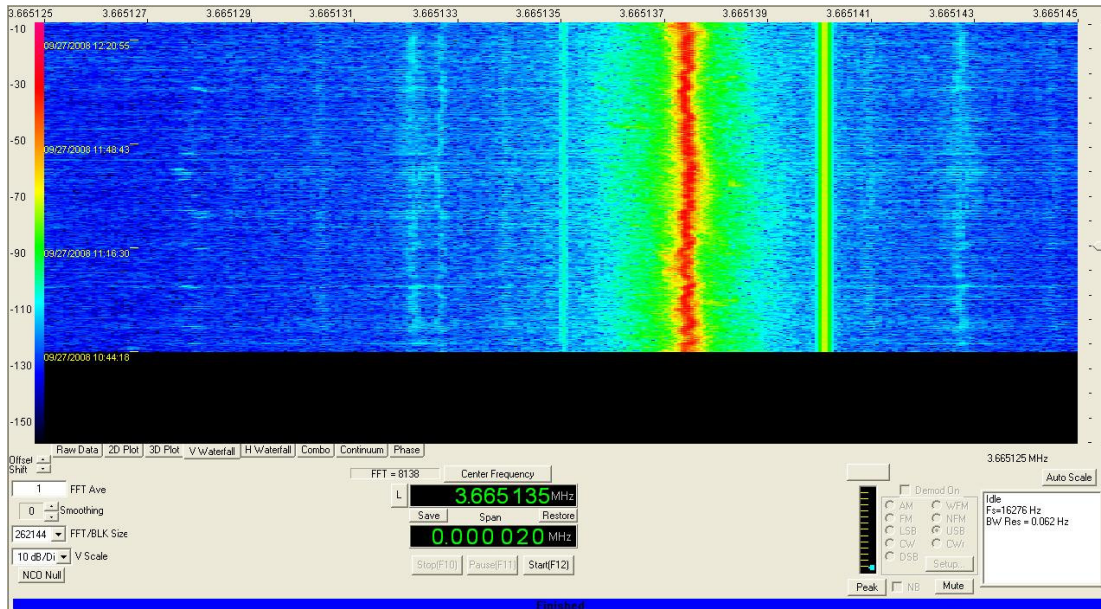 3.665125 3.665127 3.665129 3.665131 3.665133 3.665135 3.665137 3.665139 3.665141 3.665143 3.665145
-10
09/27/2008 12:20:55
-30
-50
09/27/2008 11:48:43
-70
-90
09/27/2008 11:16:30
-110
09/27/2008 10:44:18
-130
-150
Raw Data 2D Plot 3D Plot V Waterfall H Waterfall Combo Continuum Phase
Offset
Shift
3.665125 MHz
FFT = 8138 Center Frequency
Auto Scale
1 FFT Ave
L 3.665 135 MHz
Demod On
Idle
Fs=16276 Hz
BW Res = 0.062 Hz
0 Smoothing
Save Span Restore
AM WFM
FM NFM
LSB USB
CW CWr
DSB
262144 FFT/BLK Size
0.000 020 MHz
10 dB/Di V Scale
Stop(F10) Pause(F11) Start(F12)
Setup...
NCO Null
Peak NB Mute
Finished